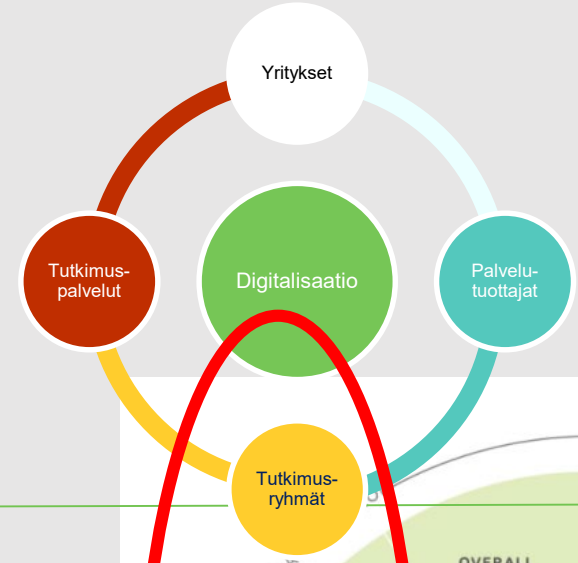 Yritykset
Tutkimus-
palvelut
Digitalisaatio
Palvelu-
tuottajat
Tutkimus-
ryhmät
OVERALL